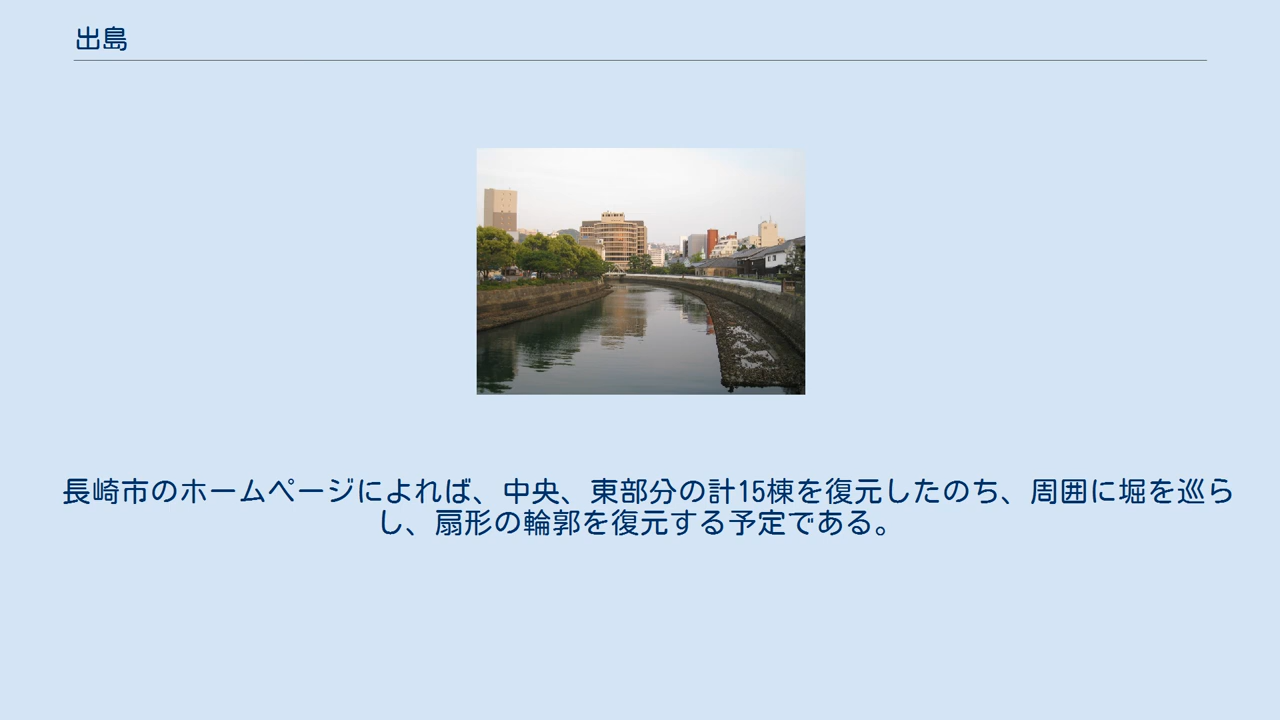 出島
長崎市のホームページによれば、中央、東部分の計15棟を復元したのち、周囲に堀を巡ら
し、扇形の輪郭を復元する予定である。